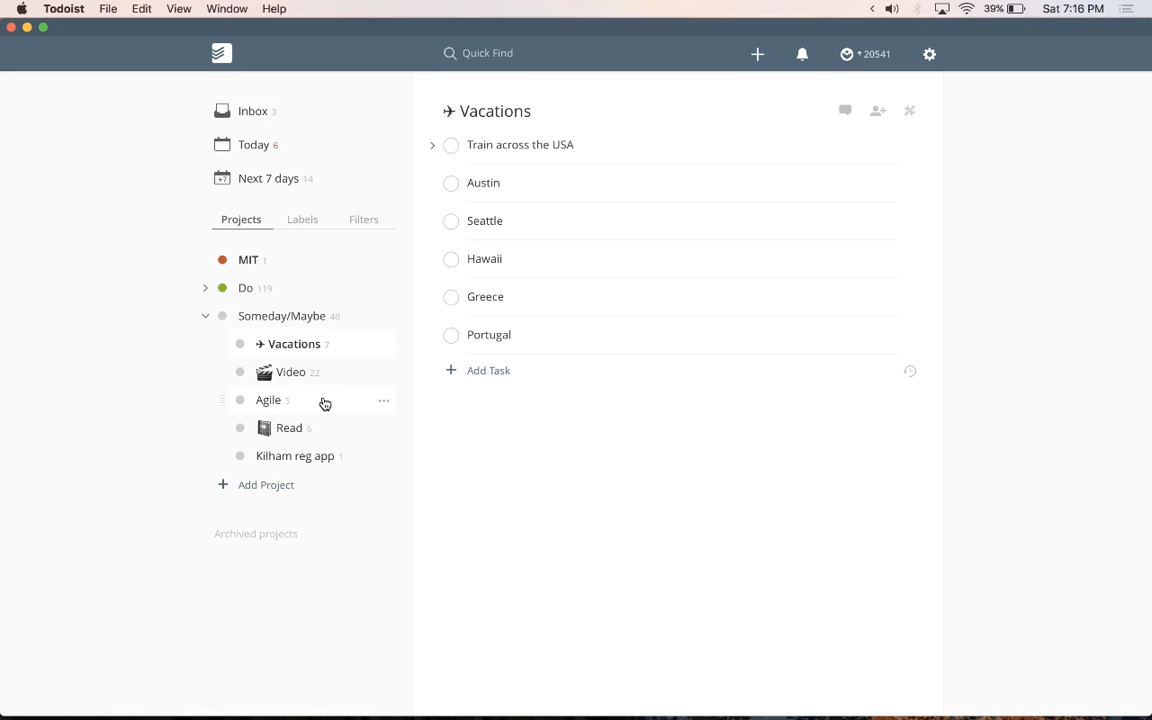 Todoist File Edit View Window Help 39% Sat 7:16 PM
Quick Find 20541
Inbox 3
Today 6
+7 Next 7 days 14
Projects Labels Filters
MIT 1
Do 119
Someday/Maybe 40
✈ Vacations 7
Video 22
Agile 5 ...
Read 6
Kilham reg app 1
+ Add Project
Archived projects
✈ Vacations
Train across the USA
Austin
Seattle
Hawaii
Greece
Portugal
+ Add Task